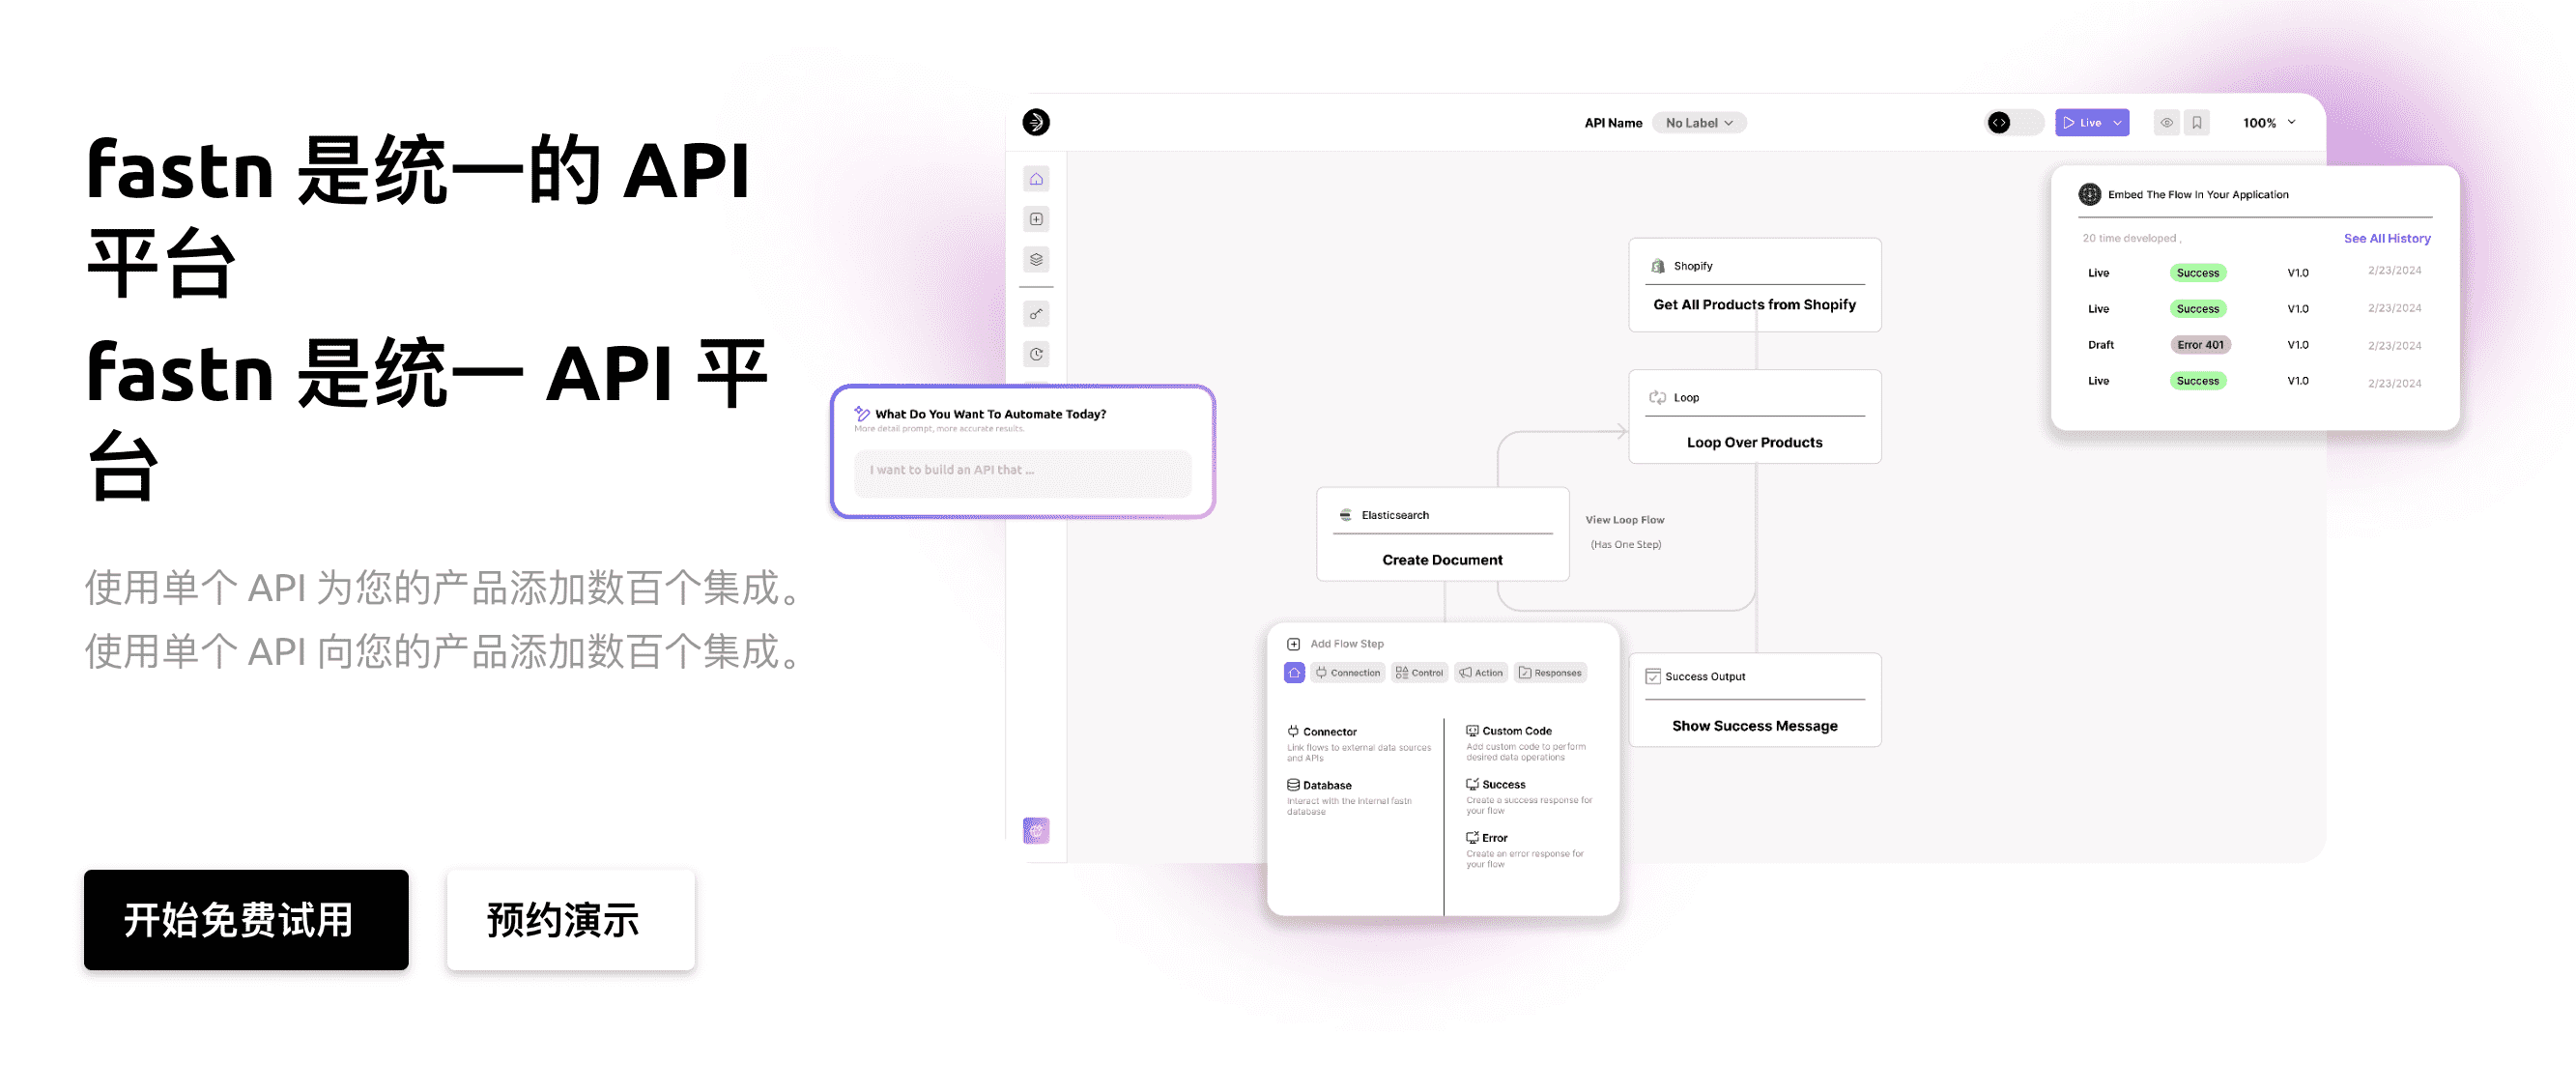 fastn 是统一的 API
平台
fastn 是统一 API 平
台
使用单个 API 为您的产品添加数百个集成。
使用单个 API 向您的产品添加数百个集成。
开始免费试用
预约演示
API Name
No Label
Live
100%
What Do You Want To Automate Today?
More detail prompt, more accurate results.
I want to build an API that ...
Shopify
Get All Products from Shopify
Loop
Loop Over Products
Elasticsearch
Create Document
View Loop Flow
(Has One Step)
Success Output
Show Success Message
Add Flow Step
Connection
Control
Action
Responses
Connector
Link flows to external data sources
and APIs
Database
Interact with the internal fastn
database
Custom Code
Add custom code to perform
desired data operations
Success
Create a success response for
your flow
Error
Create an error response for
your flow
Embed The Flow In Your Application
20 time developed ,
See All History
Live Success V1.0 2/23/2024
Live Success V1.0 2/23/2024
Draft Error 401 V1.0 2/23/2024
Live Success V1.0 2/23/2024